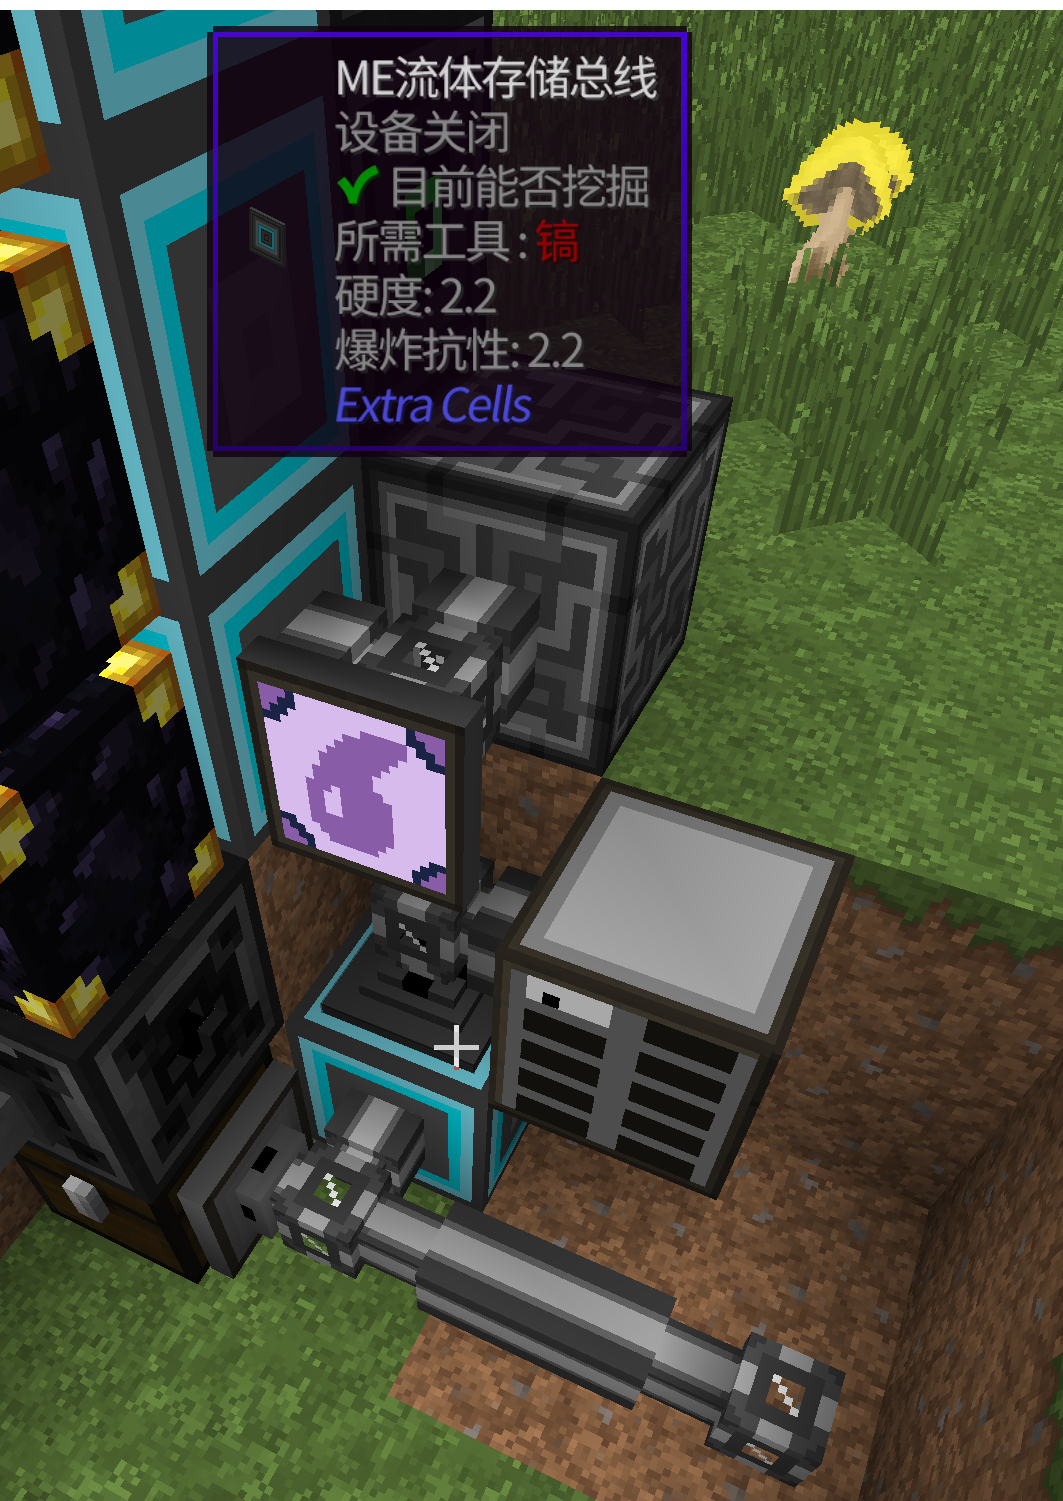 ME流体存储总线
设备关闭
✔ 目前能否挖掘
所需工具: 镐
硬度: 2.2
爆炸抗性: 2.2
Extra Cells